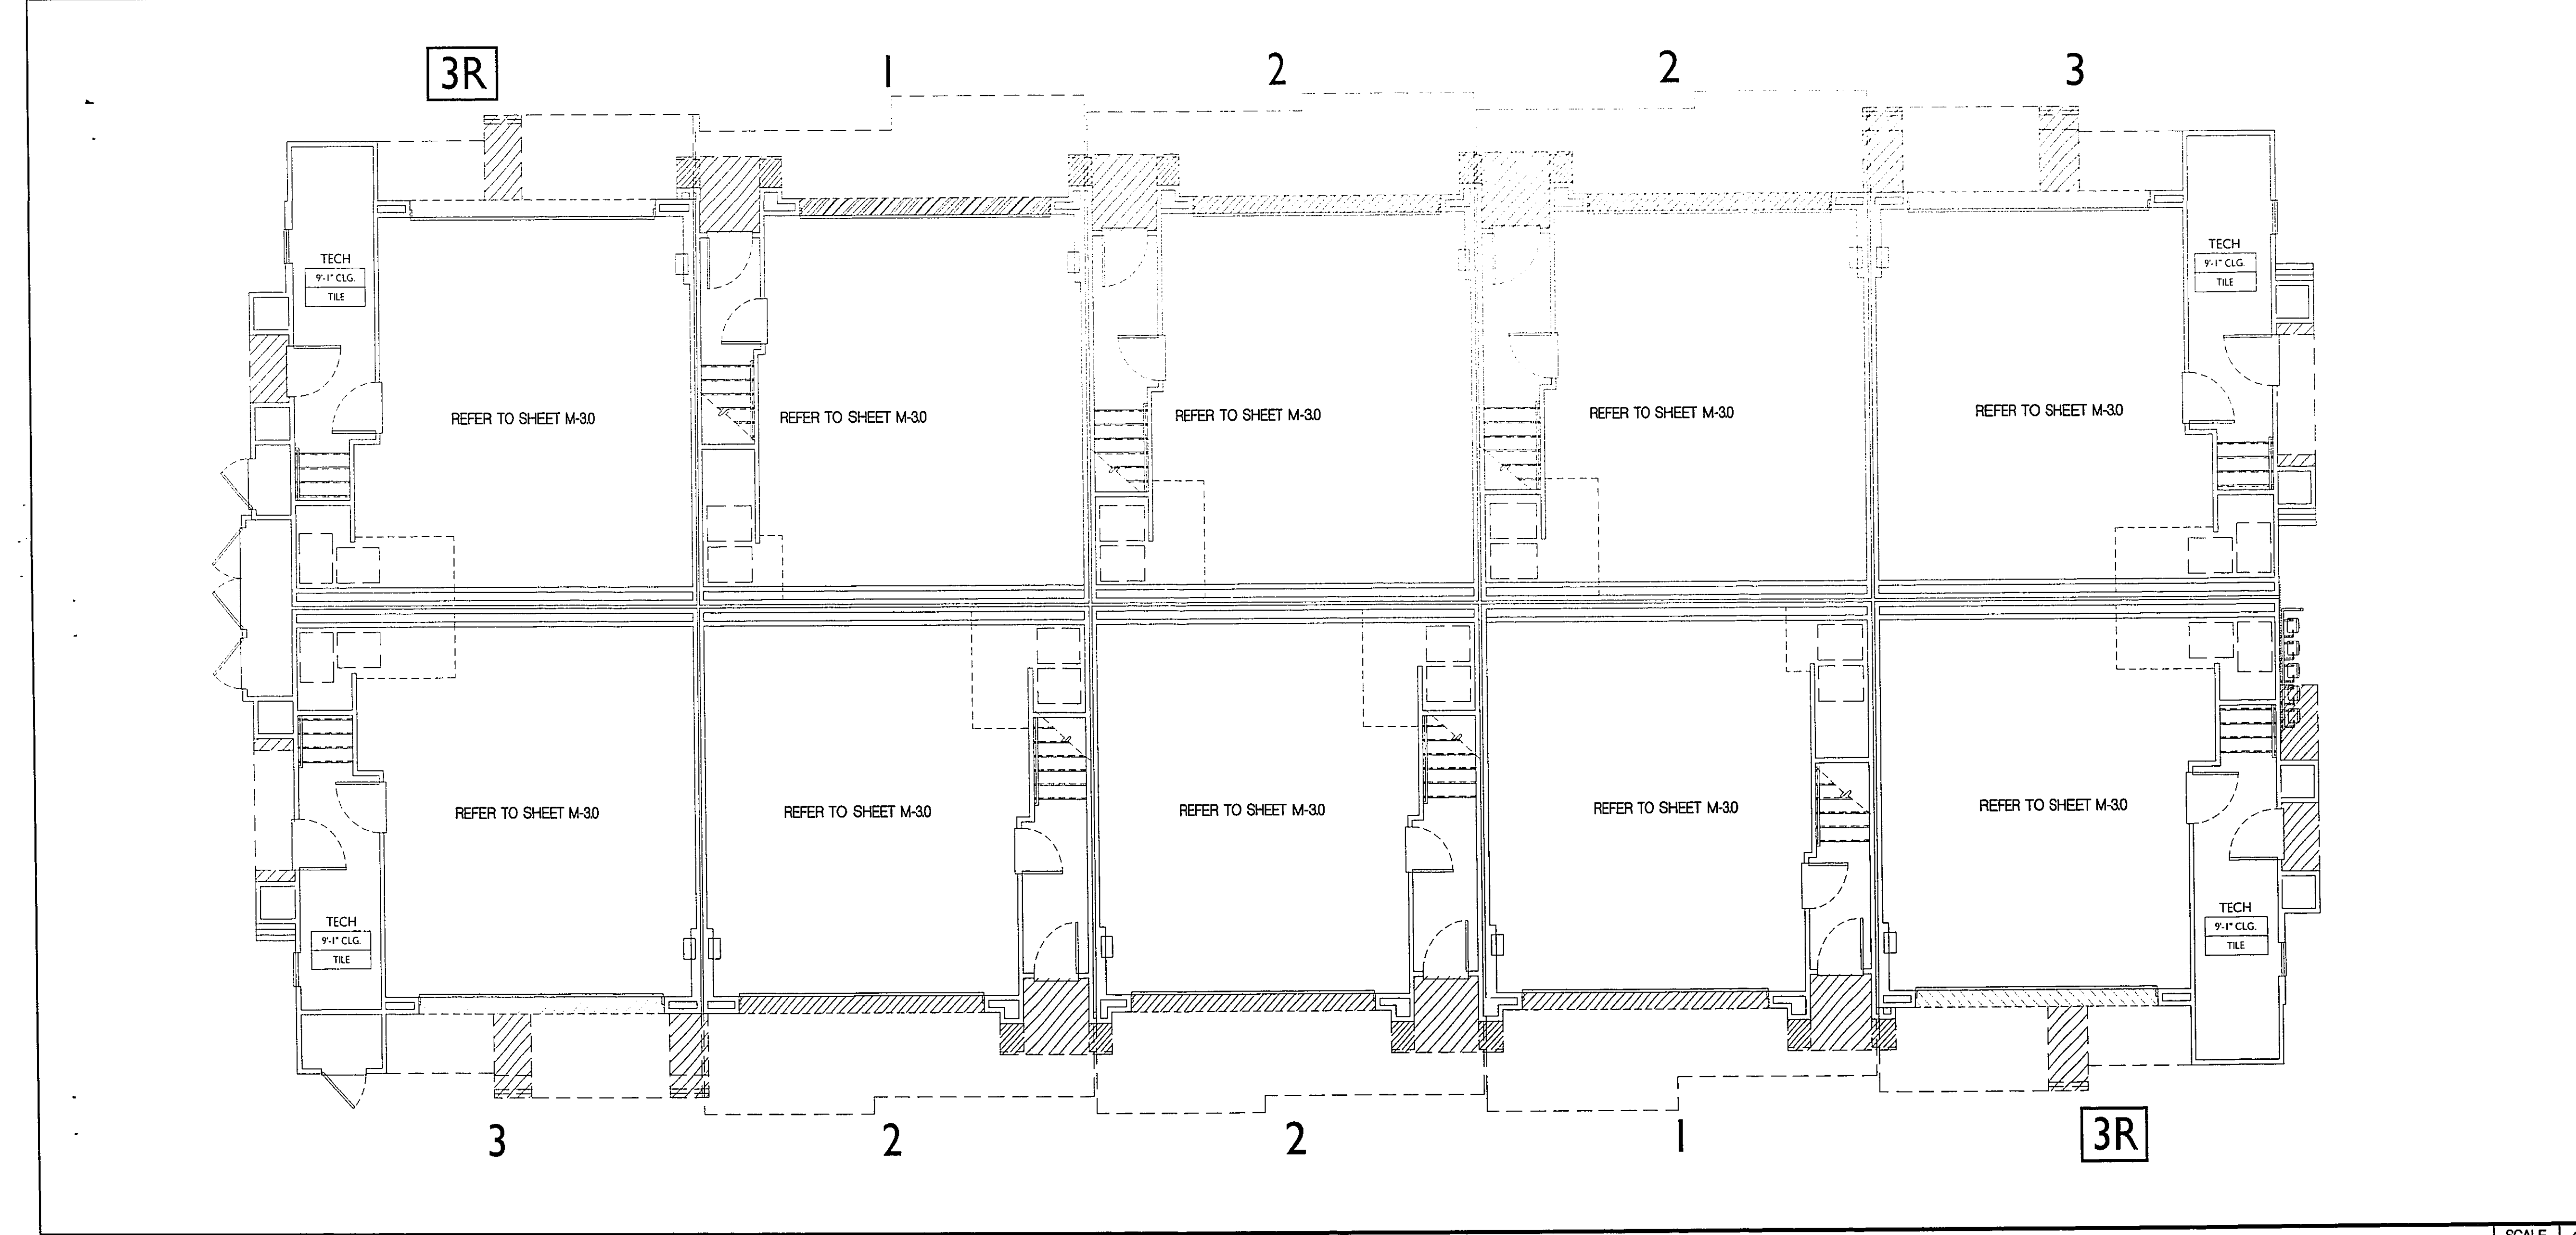 3R 1 2 2 3
TECH
9'-1" CLG.
TILE
TECH
9'-1" CLG.
TILE
REFER TO SHEET M-3.0
REFER TO SHEET M-3.0
REFER TO SHEET M-3.0
REFER TO SHEET M-3.0
REFER TO SHEET M-3.0
REFER TO SHEET M-3.0
REFER TO SHEET M-3.0
REFER TO SHEET M-3.0
REFER TO SHEET M-3.0
REFER TO SHEET M-3.0
TECH
9'-1" CLG.
TILE
TECH
9'-1" CLG.
TILE
3 2 2 1 3R
SCALE